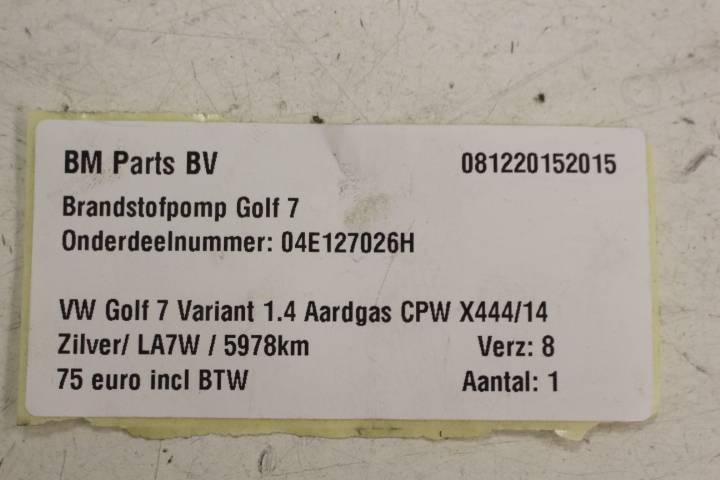 BM Parts BV 081220152015
Brandstofpomp Golf 7
Onderdeelnummer: 04E127026H
VW Golf 7 Variant 1.4 Aardgas CPW X444/14
Zilver/ LA7W / 5978km Verz: 8
75 euro incl BTW Aantal: 1